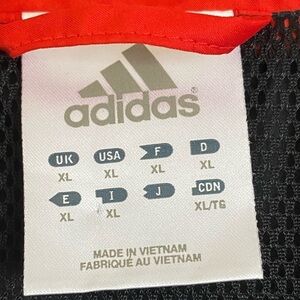 adidas®
UK USA F D
XL XL XL XL
E I J CDN
XL XL XL/TG
MADE IN VIETNAM
FABRIQUÉ AU VIETNAM